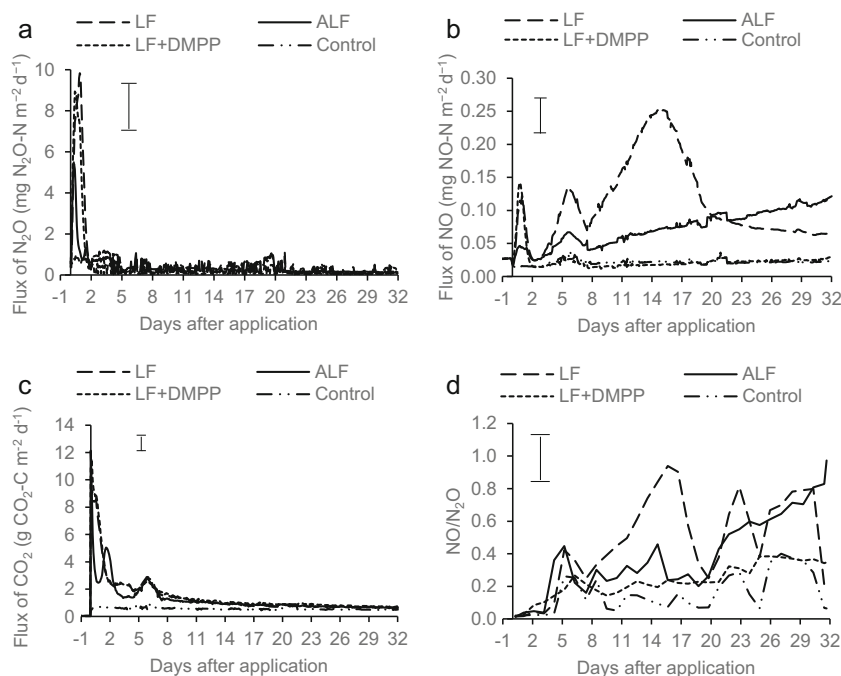 a
LF
ALF
LF+DMPP
Control
Flux of N₂O (mg N₂O-N m⁻² d⁻¹)
10
8
6
4
2
0
-1 2 5 8 11 14 17 20 23 26 29 32
Days after application
b
LF
ALF
LF+DMPP
Control
Flux of NO (mg NO-N m⁻² d⁻¹)
0.30
0.25
0.20
0.15
0.10
0.05
0.00
-1 2 5 8 11 14 17 20 23 26 29 32
Days after application
c
LF
ALF
LF+DMPP
Control
Flux of CO₂ (g CO₂-C m⁻² d⁻¹)
14
12
10
8
6
4
2
0
-1 2 5 8 11 14 17 20 23 26 29 32
Days after application
d
LF
ALF
LF+DMPP
Control
NO/N₂O
1.2
1.0
0.8
0.6
0.4
0.2
0.0
-1 2 5 8 11 14 17 20 23 26 29 32
Days after application